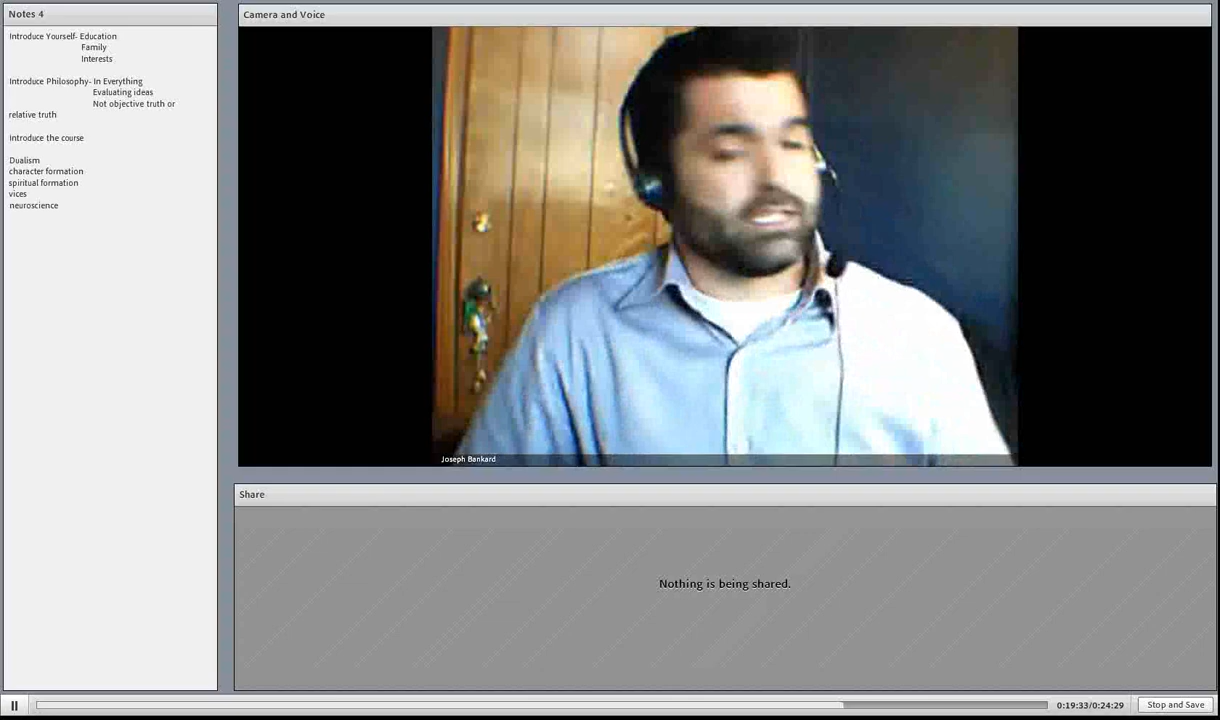 Notes 4
Introduce Yourself- Education
Family
Interests
Introduce Philosophy- In Everything
Evaluating ideas
Not objective truth or
relative truth
Introduce the course
Dualism
character formation
spiritual formation
vices
neuroscience
Camera and Voice
Joseph Bankard
Share
Nothing is being shared.
0:19:33/0:24:29
Stop and Save